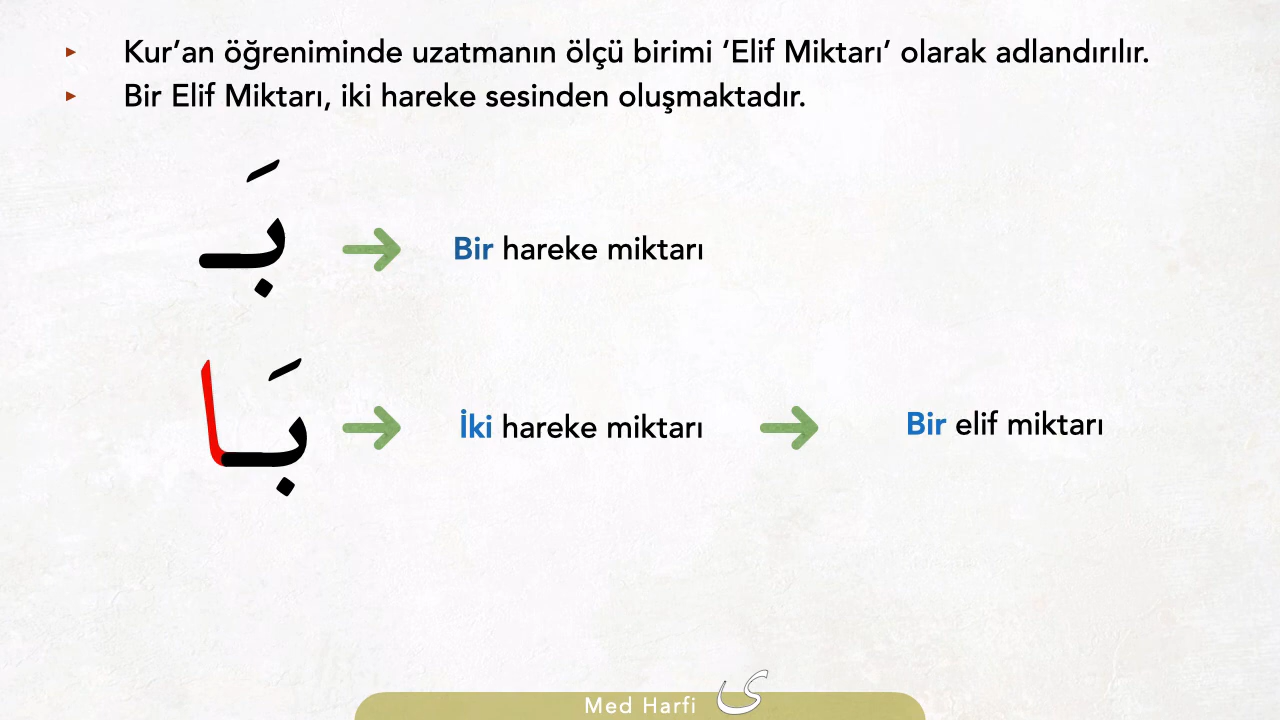 Kur’an öğreniminde uzatmanın ölçü birimi ‘Elif Miktarı’ olarak adlandırılır.
Bir Elif Miktarı, iki hareke sesinden oluşmaktadır.
بَـ
Bir hareke miktarı
بَـا
İki hareke miktarı
Bir elif miktarı
Med Harfi ى